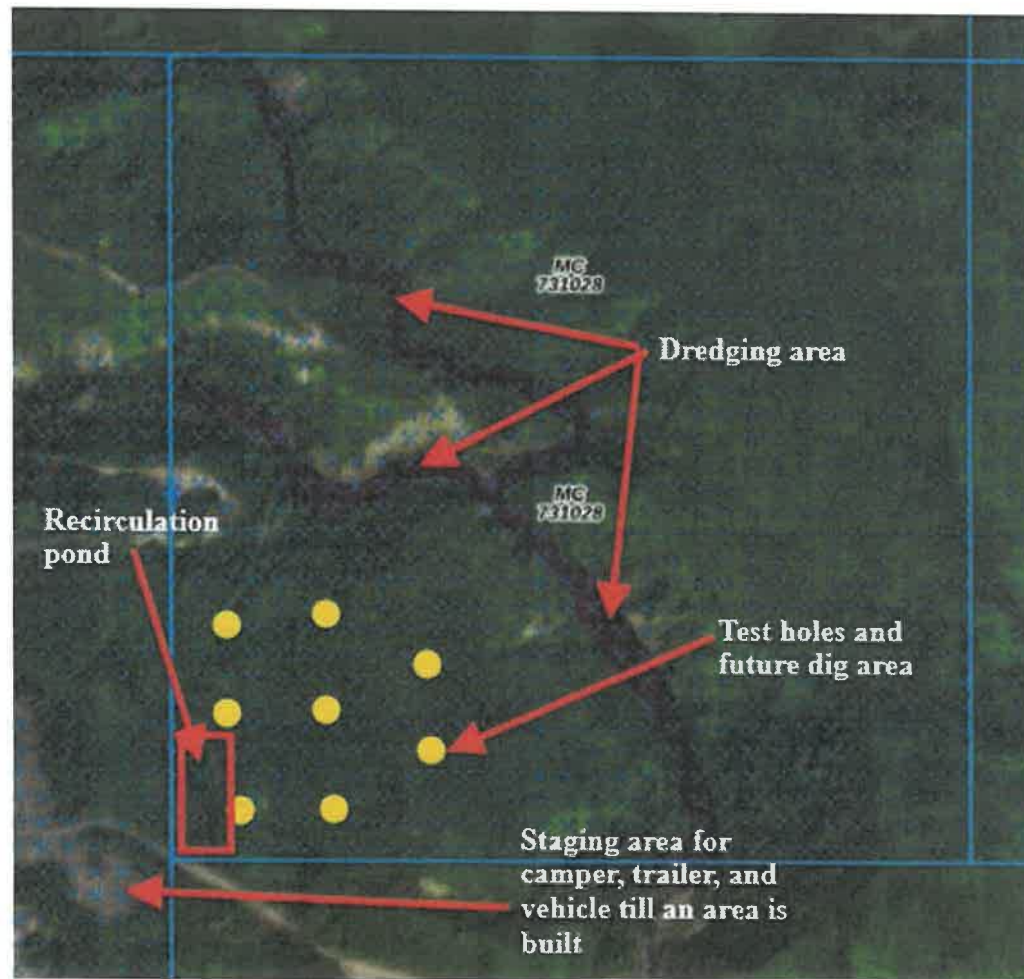 MC
731028
Dredging area
MC
731028
Recirculation
pond
Test holes and
future dig area
Staging area for
camper, trailer, and
vehicle till an area is
built